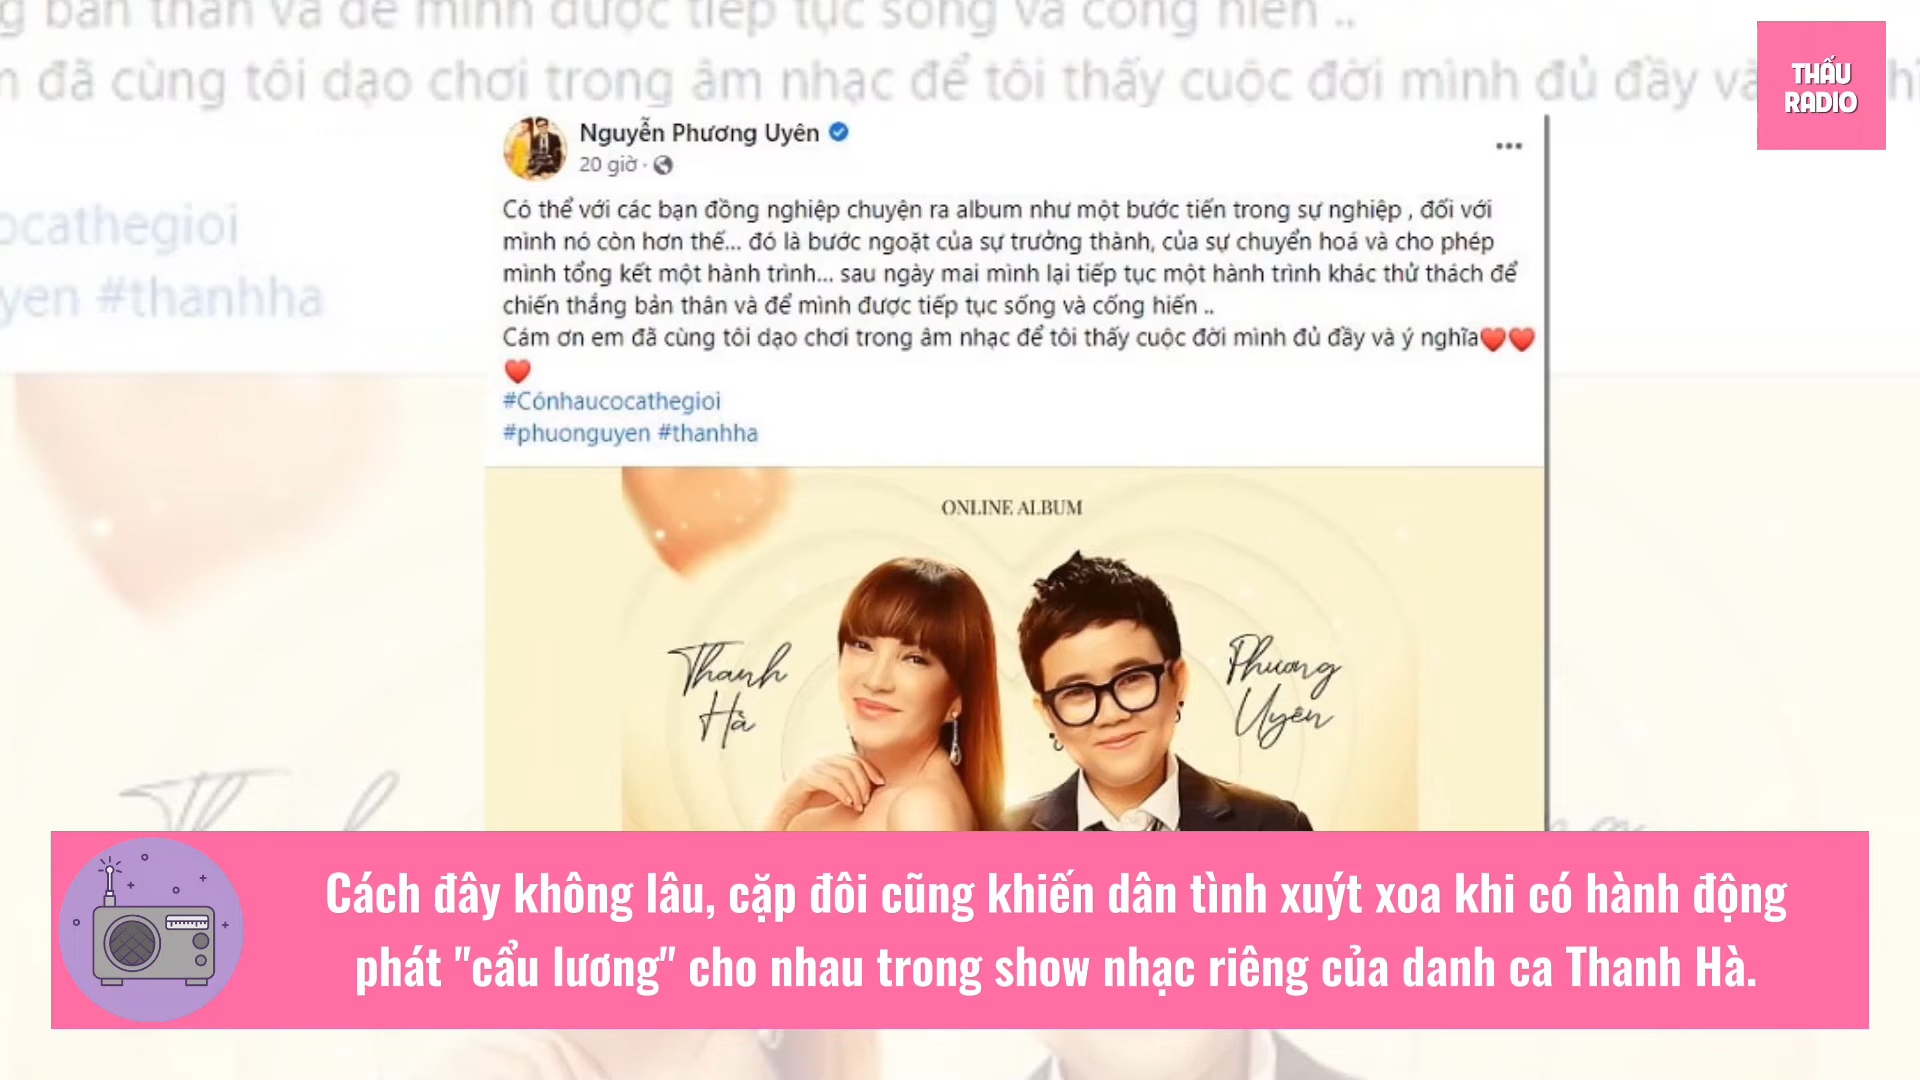 g bản thân và để mình được tiếp tục sống và cống hiến ..
đã cùng tôi dạo chơi trong âm nhạc để tôi thấy cuộc đời mình đủ đầy và
THẤU
RADIO
Nguyễn Phương Uyên
20 giờ
Có thể với các bạn đồng nghiệp chuyện ra album như một bước tiến trong sự nghiệp , đối với
mình nó còn hơn thế... đó là bước ngoặt của sự trưởng thành, của sự chuyển hoá và cho phép
mình tổng kết một hành trình... sau ngày mai mình lại tiếp tục một hành trình khác thử thách để
chiến thắng bản thân và để mình được tiếp tục sống và cống hiến ..
Cám ơn em đã cùng tôi dạo chơi trong âm nhạc để tôi thấy cuộc đời mình đủ đầy và ý nghĩa❤️❤️
❤️
#Cónhaucocathegioi
#phuonguyen #thanhha
ocathegioi
yen #thanhha
ONLINE ALBUM
Thanh
Hà
Phương
Uyên
Thanh
Cách đây không lâu, cặp đôi cũng khiến dân tình xuýt xoa khi có hành động
phát "cẩu lương" cho nhau trong show nhạc riêng của danh ca Thanh Hà.